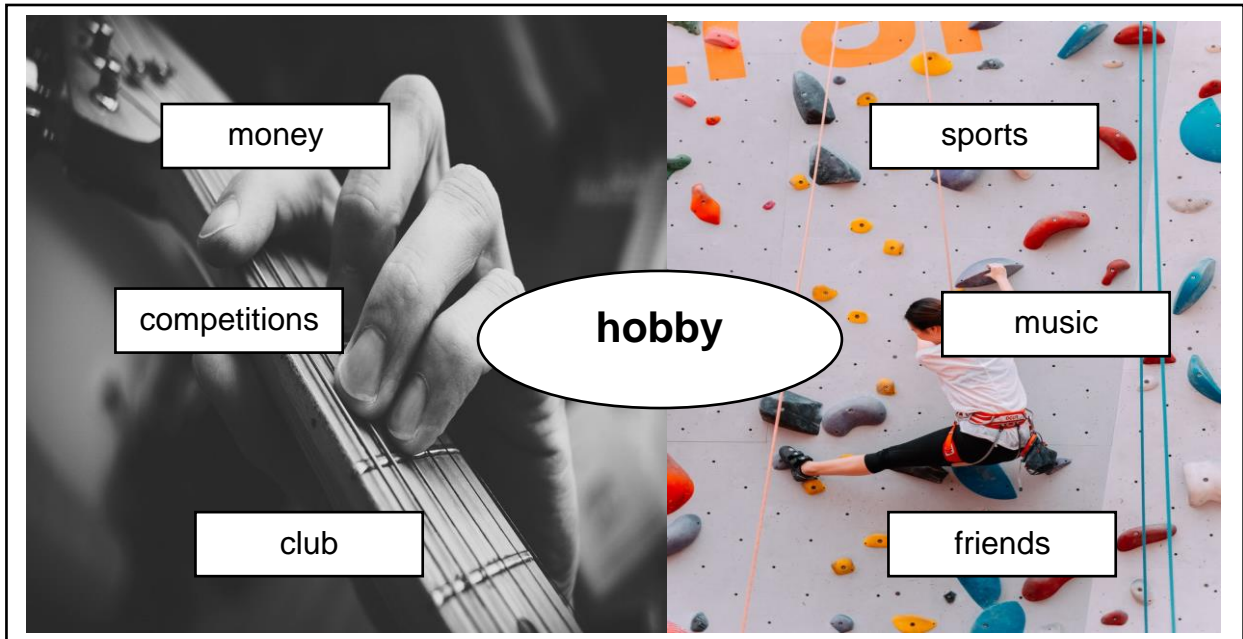 money
sports
competitions
hobby
music
club
friends